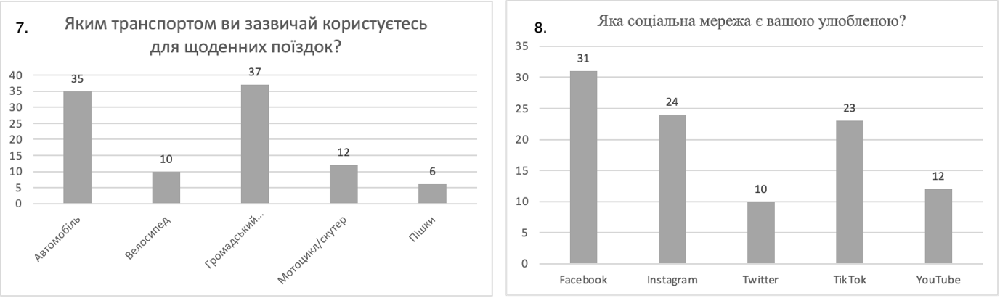 7.
Яким транспортом ви зазвичай користуєтесь
для щоденних поїздок?
40
35
30
25
20
15
10
5
0
35
10
37
12
6
Автомобіль
Велосипед
Громадський...
Мотоцикл/скутер
Пішки
8.
Яка соціальна мережа є вашою улюбленою?
35
30
25
20
15
10
5
0
31
24
10
23
12
Facebook
Instagram
Twitter
TikTok
YouTube